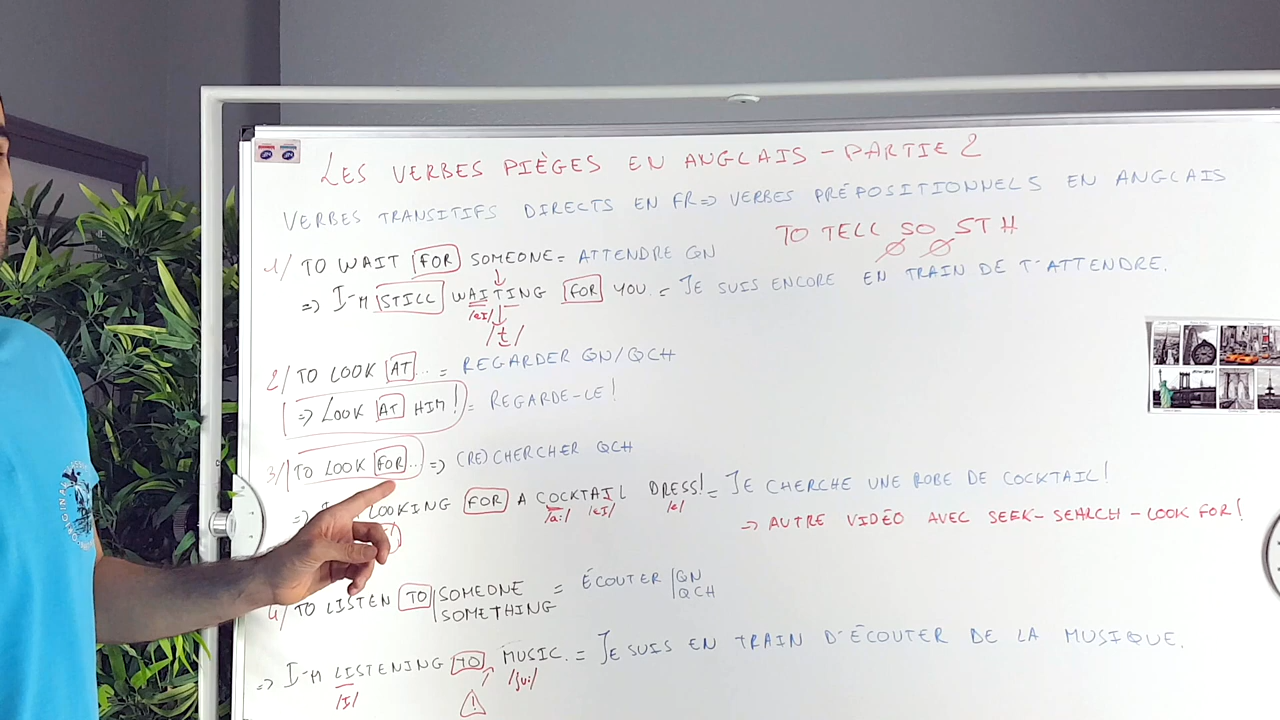 LES VERBES PIÈGES EN ANGLAIS - PARTIE 2
VERBES TRANSITIFS DIRECTS EN FR => VERBES PRÉPOSITIONNELS EN ANGLAIS
TO TELL SO STH
Ø Ø
1/ TO WAIT FOR SOMEONE = ATTENDRE QN
=> I'M STILL WAITING FOR YOU. = JE SUIS ENCORE EN TRAIN DE T'ATTENDRE.
/eI/
/t/
2/ TO LOOK AT... = REGARDER QN/QCH
=> LOOK AT HIM! = REGARDE-LE!
3/ TO LOOK FOR... => (RE)CHERCHER QCH
=> LOOKING FOR A COCKTAIL DRESS! = JE CHERCHE UNE ROBE DE COCKTAIL!
/a:/ /eI/ /e/
=> AUTRE VIDÉO AVEC SEEK - SEARCH - LOOK FOR!
4/ TO LISTEN TO SOMEONE = ÉCOUTER QN
SOMETHING QCH
=> I'M LISTENING TO MUSIC. = JE SUIS EN TRAIN D'ÉCOUTER DE LA MUSIQUE.
/I/ /ju:/
!
ORIGINAL